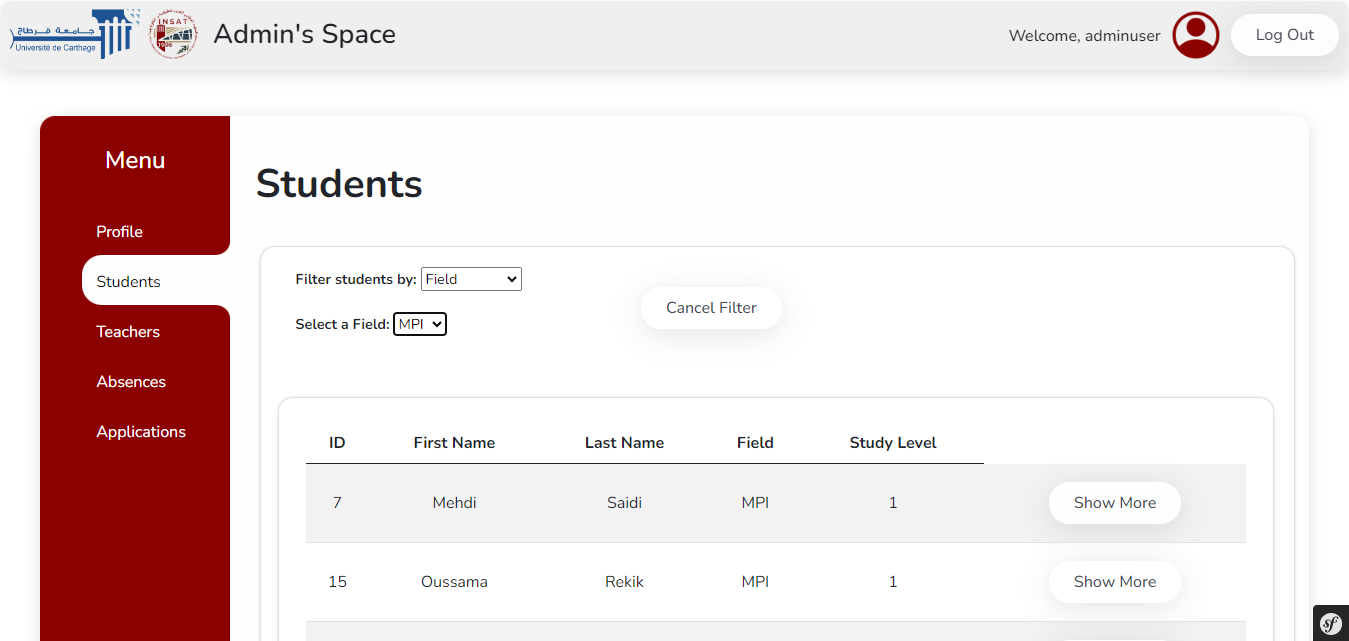 جامعة قرطاج
Université de Carthage
INSAT
1996
Admin's Space
Welcome, adminuser
Log Out
Menu
Profile
Students
Teachers
Absences
Applications
Students
Filter students by: Field
Select a Field: MPI
Cancel Filter
ID First Name Last Name Field Study Level
7 Mehdi Saidi MPI 1 Show More
15 Oussama Rekik MPI 1 Show More
sf